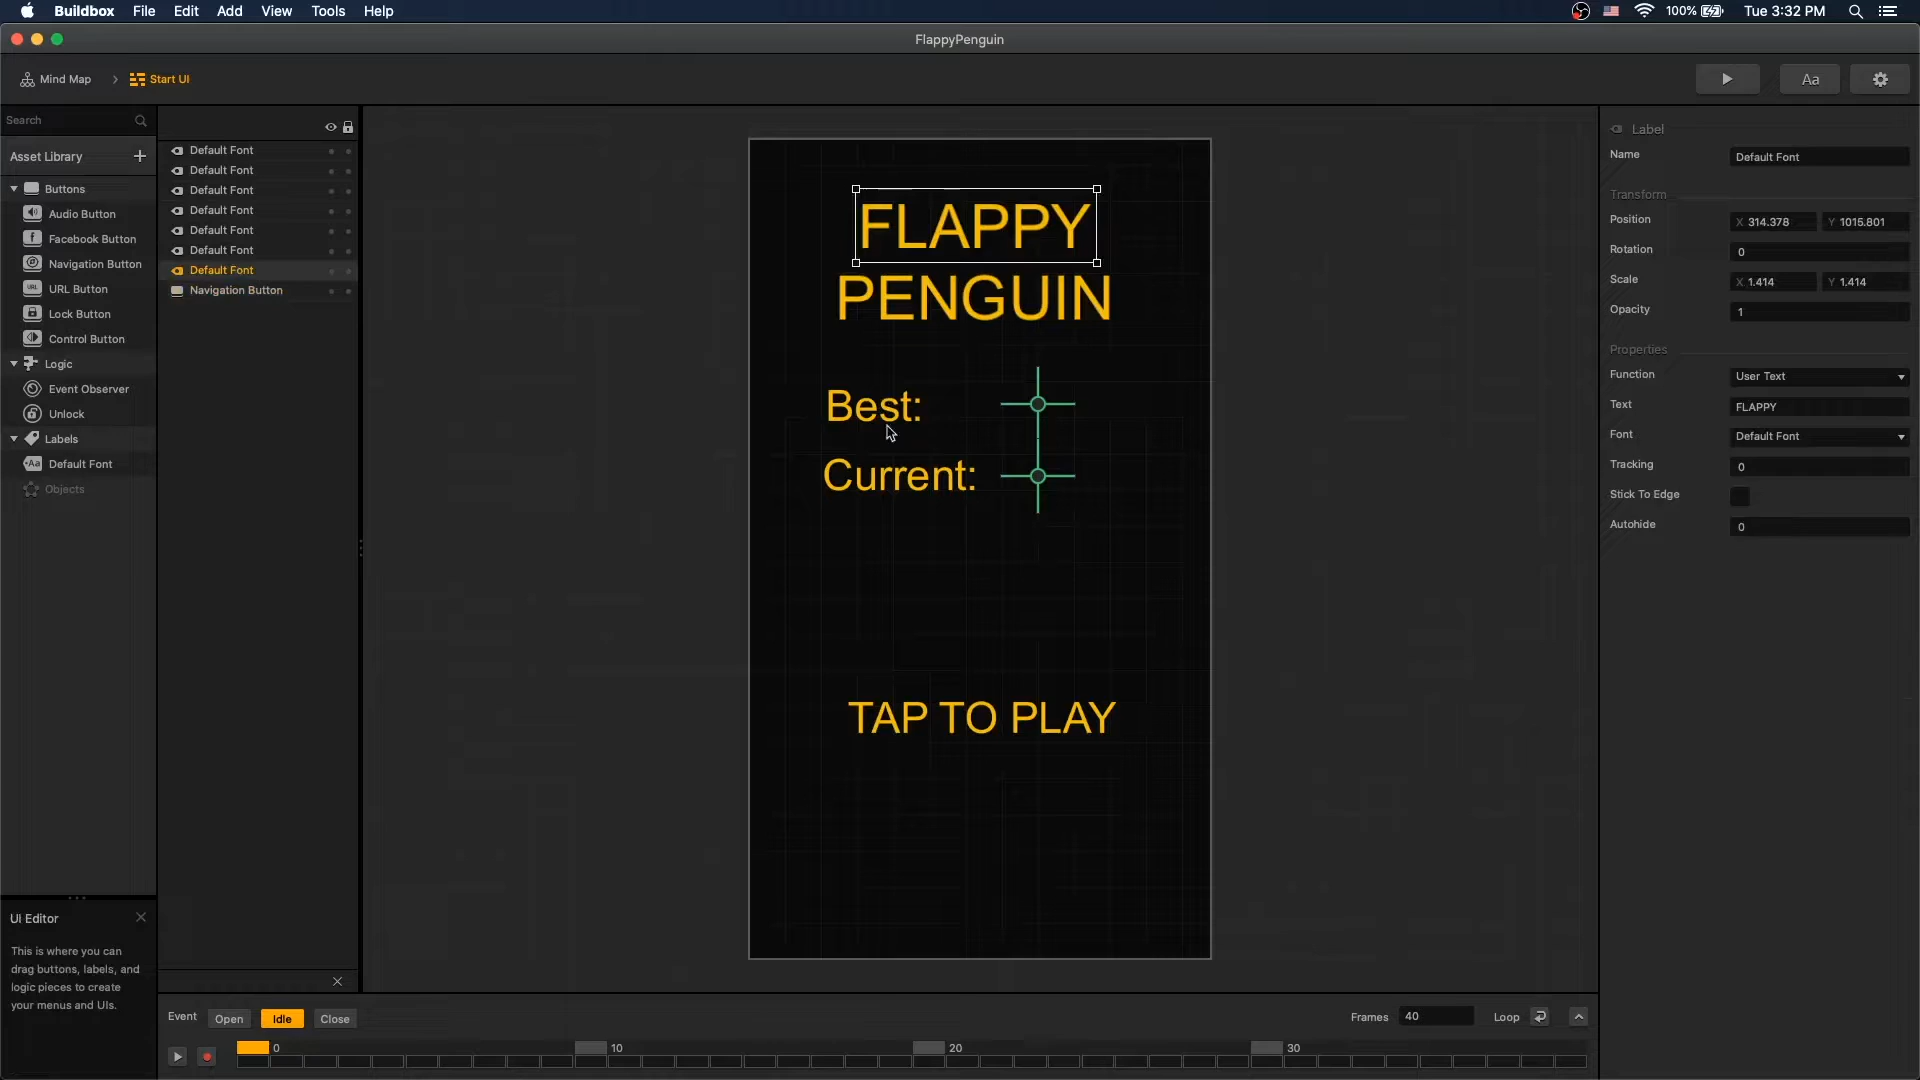 Buildbox File Edit Add View Tools Help 100% Tue 3:32 PM
FlappyPenguin
Mind Map Start UI Aa
Search
Asset Library
Buttons
Audio Button
Facebook Button
Navigation Button
URL URL Button
Lock Button
Control Button
Logic
Event Observer
Unlock
Labels
Aa Default Font
Objects
Default Font
Default Font
Default Font
Default Font
Default Font
Default Font
Default Font
Navigation Button
FLAPPY
PENGUIN
Best:
Current:
TAP TO PLAY
Label
Name Default Font
Transform
Position X 314.378 Y 1015.801
Rotation 0
Scale X 1.414 Y 1.414
Opacity 1
Properties
Function User Text
Text FLAPPY
Font Default Font
Tracking 0
Stick To Edge
Autohide 0
UI Editor
This is where you can
drag buttons, labels, and
logic pieces to create
your menus and UIs.
Event Open Idle Close Frames 40 Loop
0 10 20 30